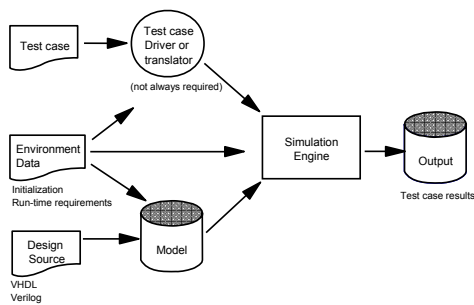 Test case
Test case
Driver or
translator
(not always required)
Environment
Data
Initialization
Run-time requirements
Simulation
Engine
Output
Test case results
Design
Source
VHDL
Verilog
Model